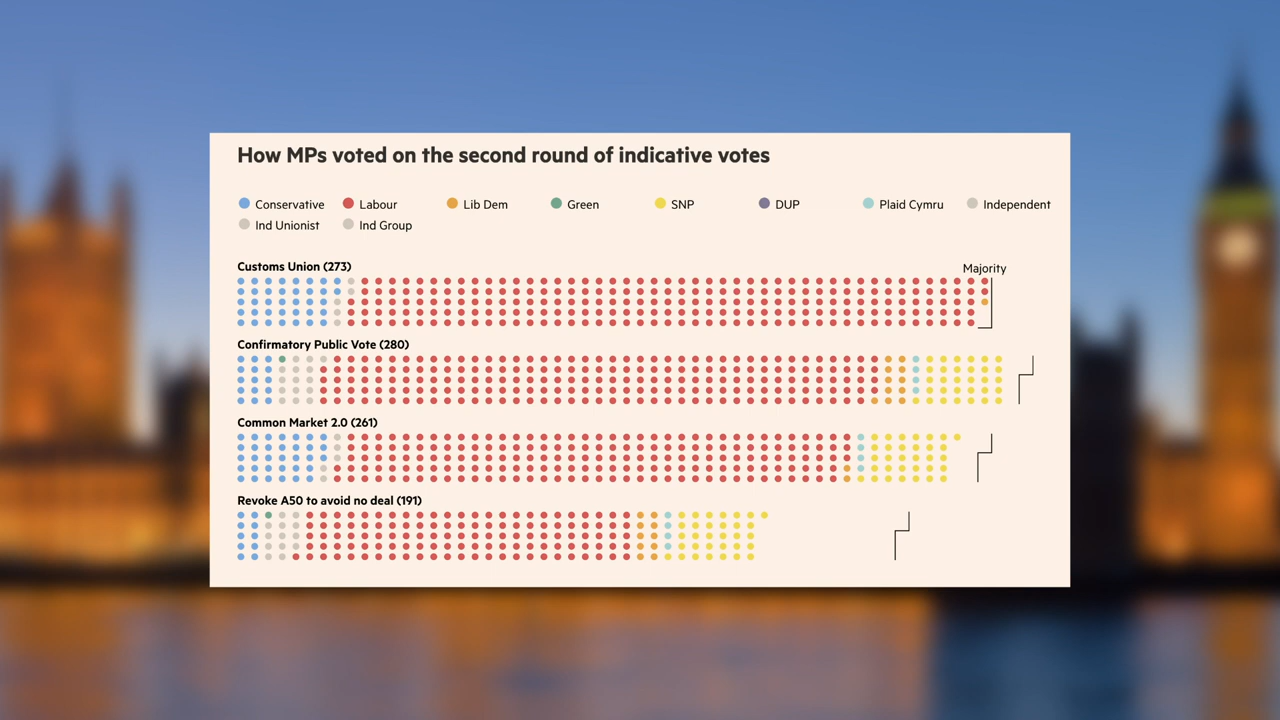 How MPs voted on the second round of indicative votes
Conservative Labour Lib Dem Green SNP DUP Plaid Cymru Independent
Ind Unionist Ind Group
Customs Union (273)
Majority
Confirmatory Public Vote (280)
Common Market 2.0 (261)
Revoke A50 to avoid no deal (191)